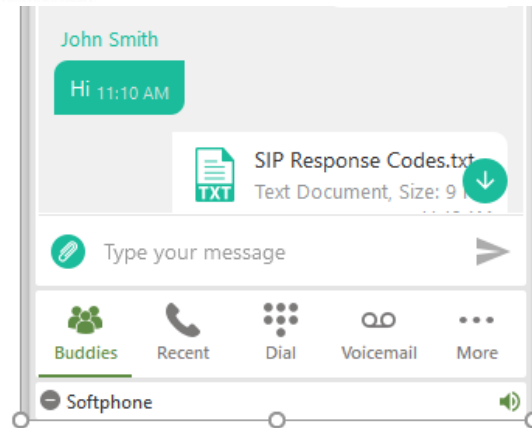 John Smith
Hi 11:10 AM
SIP Response Codes.txt
TXT
Text Document, Size: 9
Type your message
Buddies Recent Dial Voicemail More
Softphone